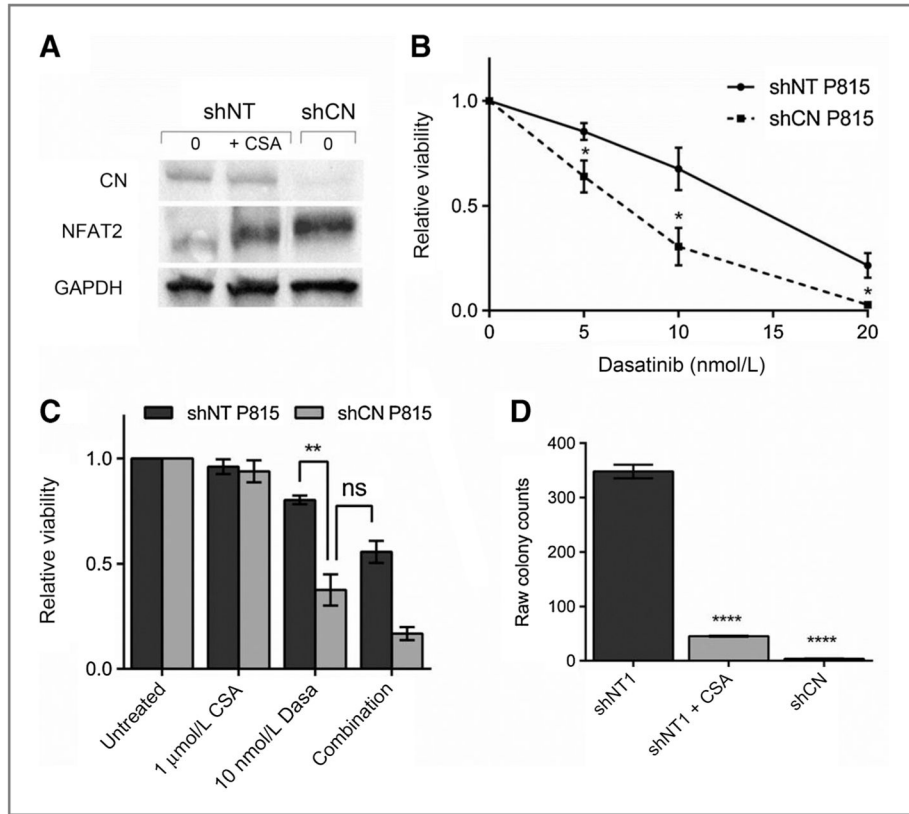 A
shNT shCN
0 + CSA 0
CN
NFAT2
GAPDH
B
shNT P815
shCN P815
Relative viability
1.0
0.5
0.0
*
*
*
0 5 10 15 20
Dasatinib (nmol/L)
C
shNT P815 shCN P815
Relative viability
1.0
0.5
0.0
**
ns
Untreated
1 μmol/L CSA
10 nmol/L Dasa
Combination
D
Raw colony counts
400
300
200
100
0
****
****
shNT1
shNT1 + CSA
shCN